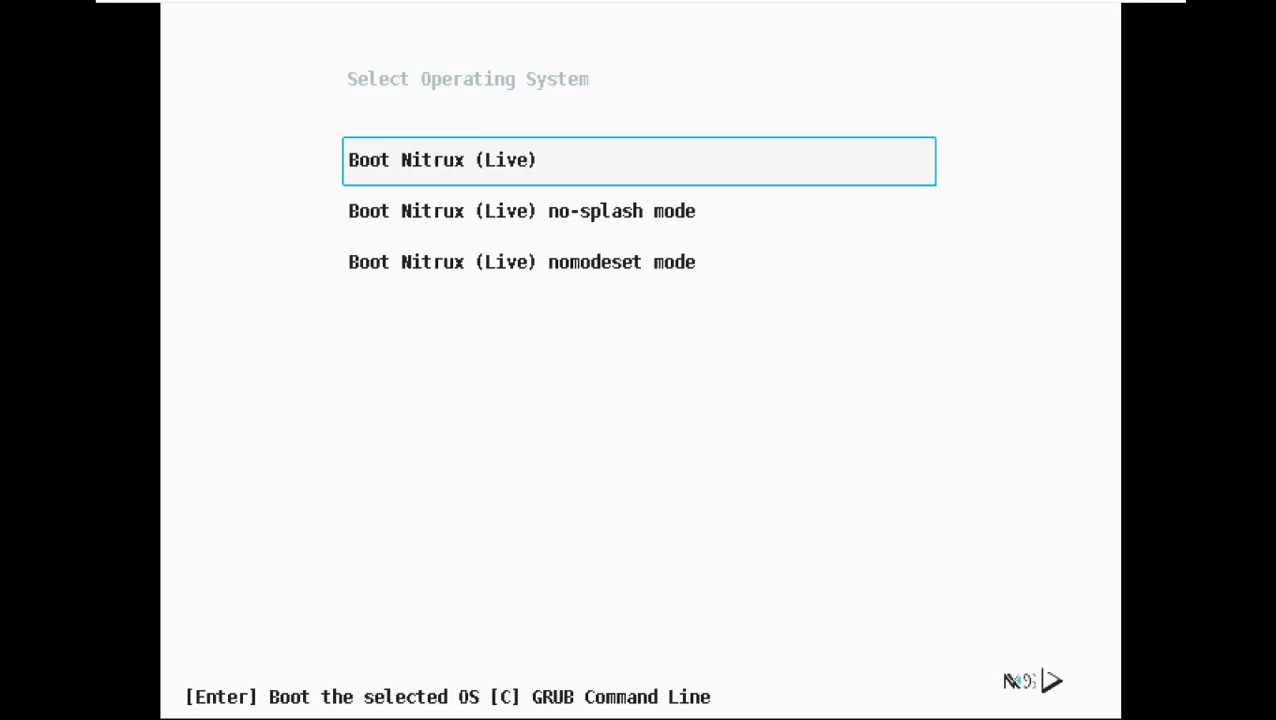 Select Operating System
Boot Nitrux (Live)
Boot Nitrux (Live) no-splash mode
Boot Nitrux (Live) nomodeset mode
[Enter] Boot the selected OS [C] GRUB Command Line